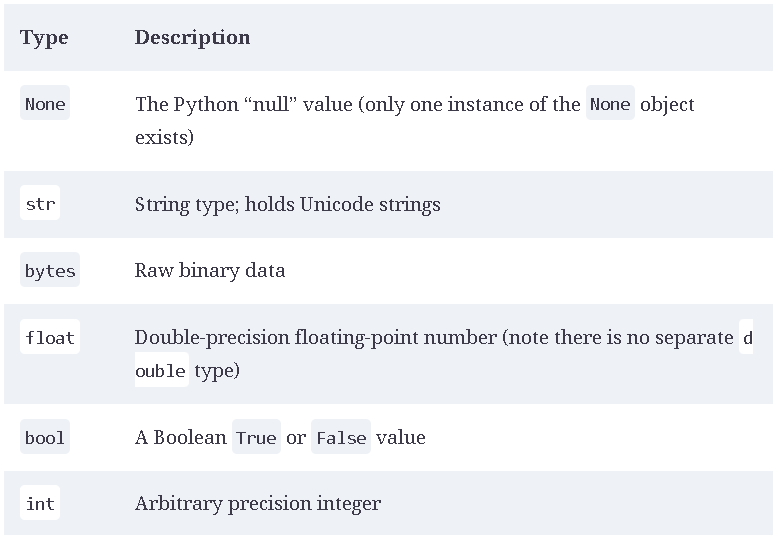 Type Description
None The Python “null” value (only one instance of the None object
exists)
str String type; holds Unicode strings
bytes Raw binary data
float Double-precision floating-point number (note there is no separate d
ouble type)
bool A Boolean True or False value
int Arbitrary precision integer